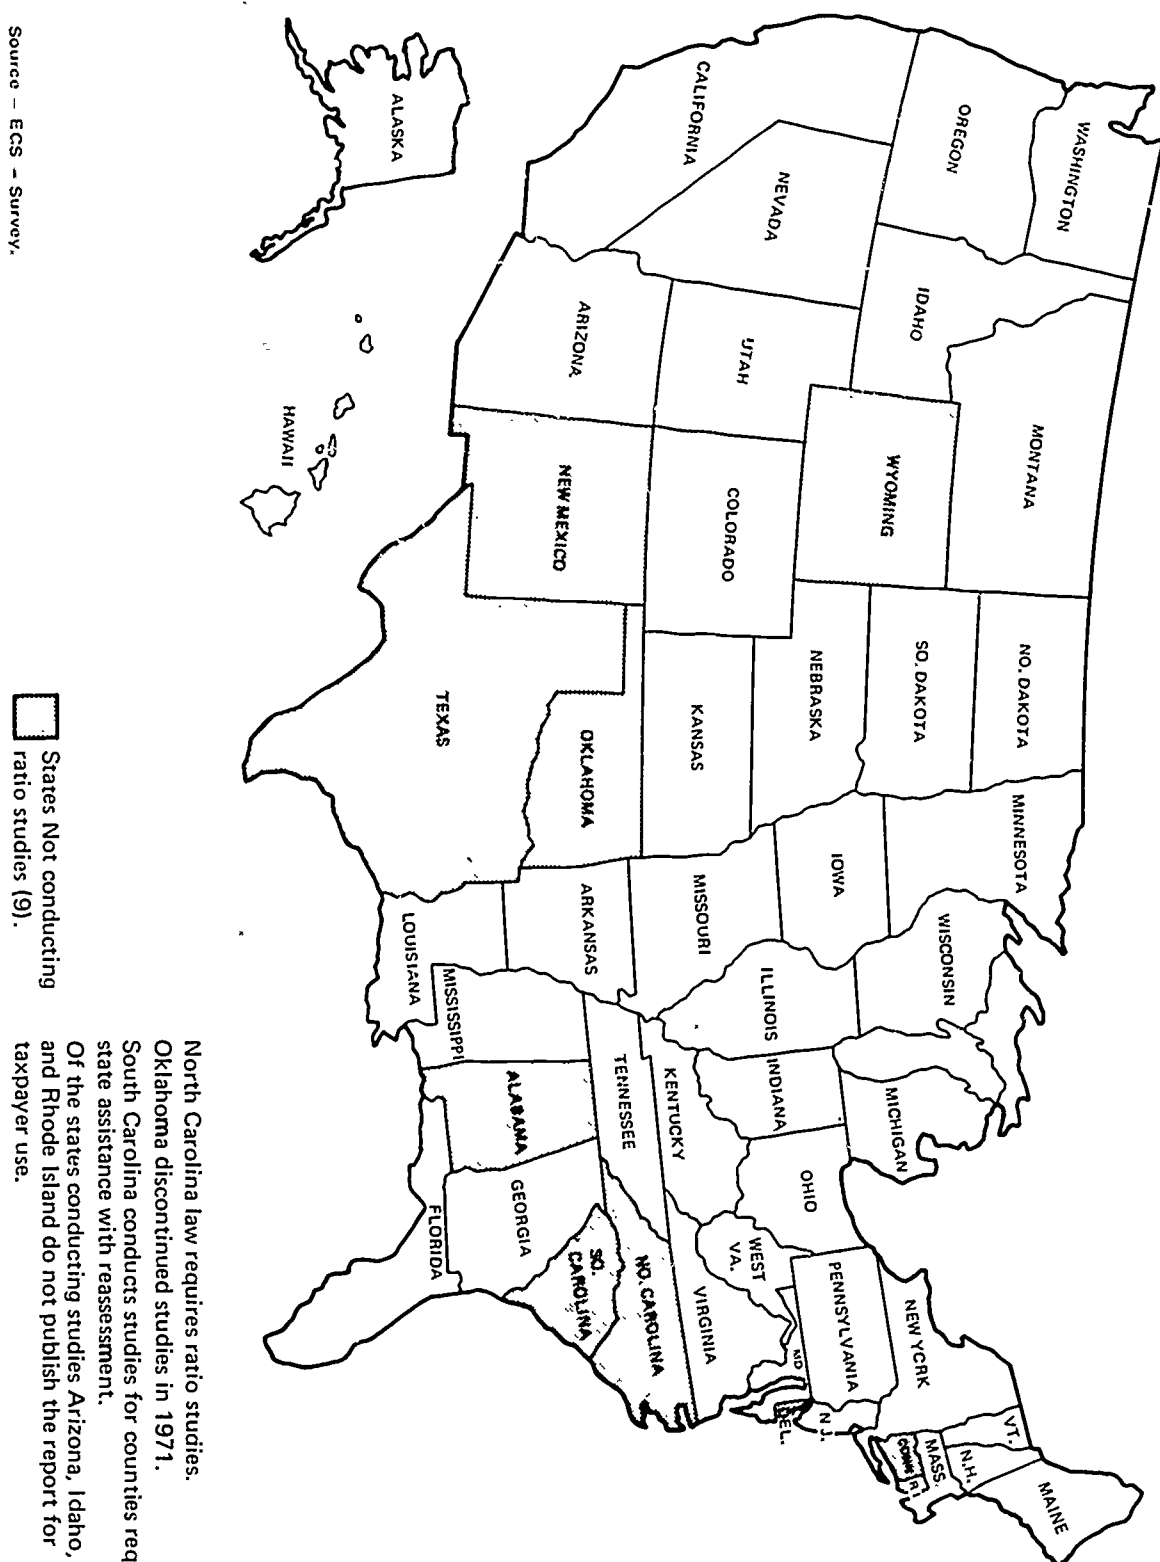 WASHINGTON
OREGON
CALIFORNIA
NEVADA
IDAHO
MONTANA
WYOMING
UTAH
ARIZONA
COLORADO
NEW MEXICO
NO. DAKOTA
SO. DAKOTA
NEBRASKA
KANSAS
OKLAHOMA
TEXAS
MINNESOTA
IOWA
MISSOURI
ARKANSAS
LOUISIANA
WISCONSIN
ILLINOIS
MISSISSIPPI
MICHIGAN
INDIANA
KENTUCKY
TENNESSEE
ALABAMA
OHIO
WEST
VA.
VIRGINIA
NO. CAROLINA
SO.
CAROLINA
GEORGIA
FLORIDA
PENNSYLVANIA
NEW YCRK
MD
DEL.
N.J.
CONN
R I
MASS.
VT.
N.H.
MAINE
ALASKA
HAWAII
States Not conducting
ratio studies (9).
North Carolina law requires ratio studies.
Oklahoma discontinued studies in 1971.
South Carolina conducts studies for counties req
state assistance with reassessment.
Of the states conducting studies Arizona, Idaho,
and Rhode Island do not publish the report for
taxpayer use.
Source – ECS – Survey.